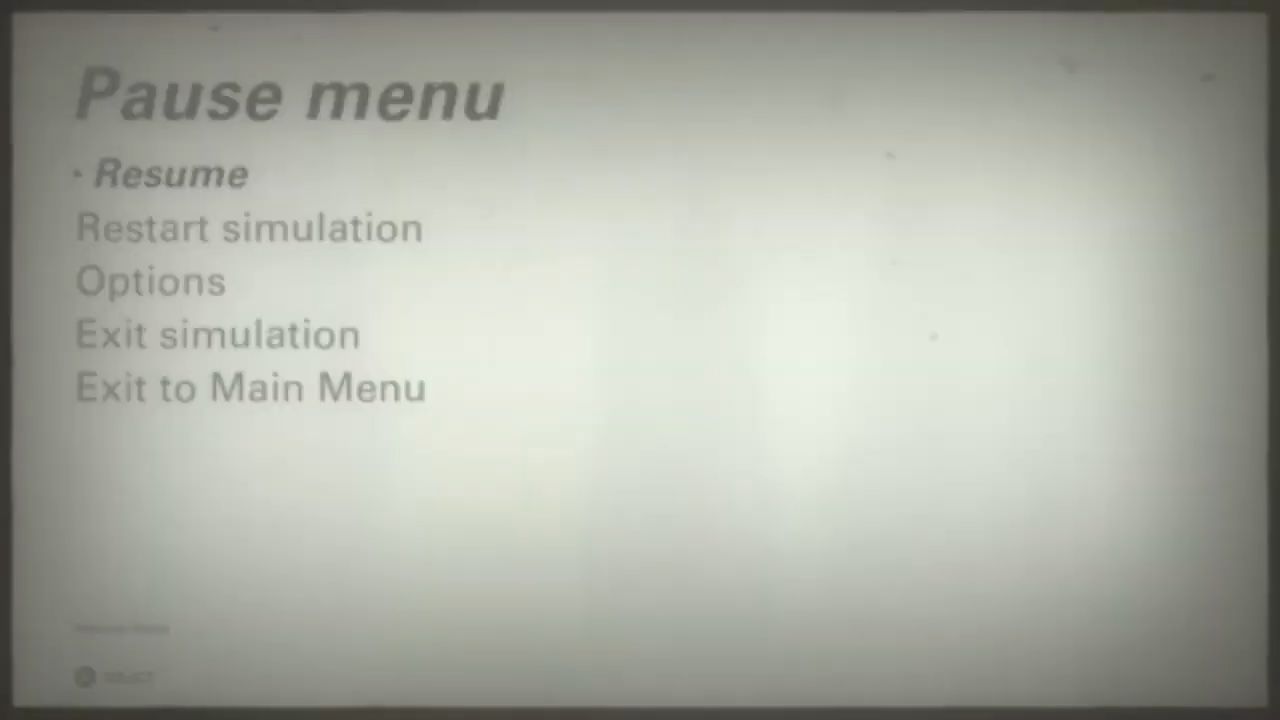 Pause menu
· Resume
Restart simulation
Options
Exit simulation
Exit to Main Menu